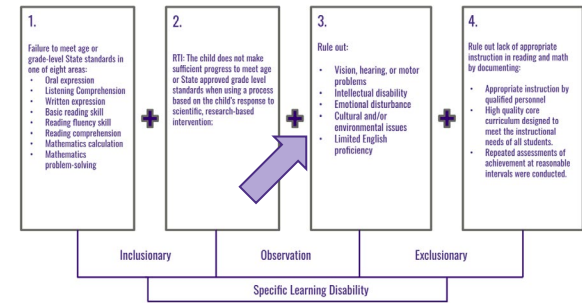 1.
Failure to meet age or
grade-level State standards in
one of eight areas:
• Oral expression
• Listening Comprehension
• Written expression
• Basic reading skill
• Reading fluency skill
• Reading comprehension
• Mathematics calculation
• Mathematics
problem-solving
2.
RTI: The child does not make
sufficient progress to meet age
or State approved grade level
standards when using a process
based on the child's response to
scientific, research-based
intervention;
3.
Rule out:
• Vision, hearing, or motor
problems
• Intellectual disability
• Emotional disturbance
• Cultural and/or
environmental issues
• Limited English
proficiency
4.
Rule out lack of appropriate
instruction in reading and math
by documenting:
• Appropriate instruction by
qualified personnel
• High quality core
curriculum designed to
meet the instructional
needs of all students.
• Repeated assessments of
achievement at reasonable
intervals were conducted.
Inclusionary
Observation
Exclusionary
Specific Learning Disability